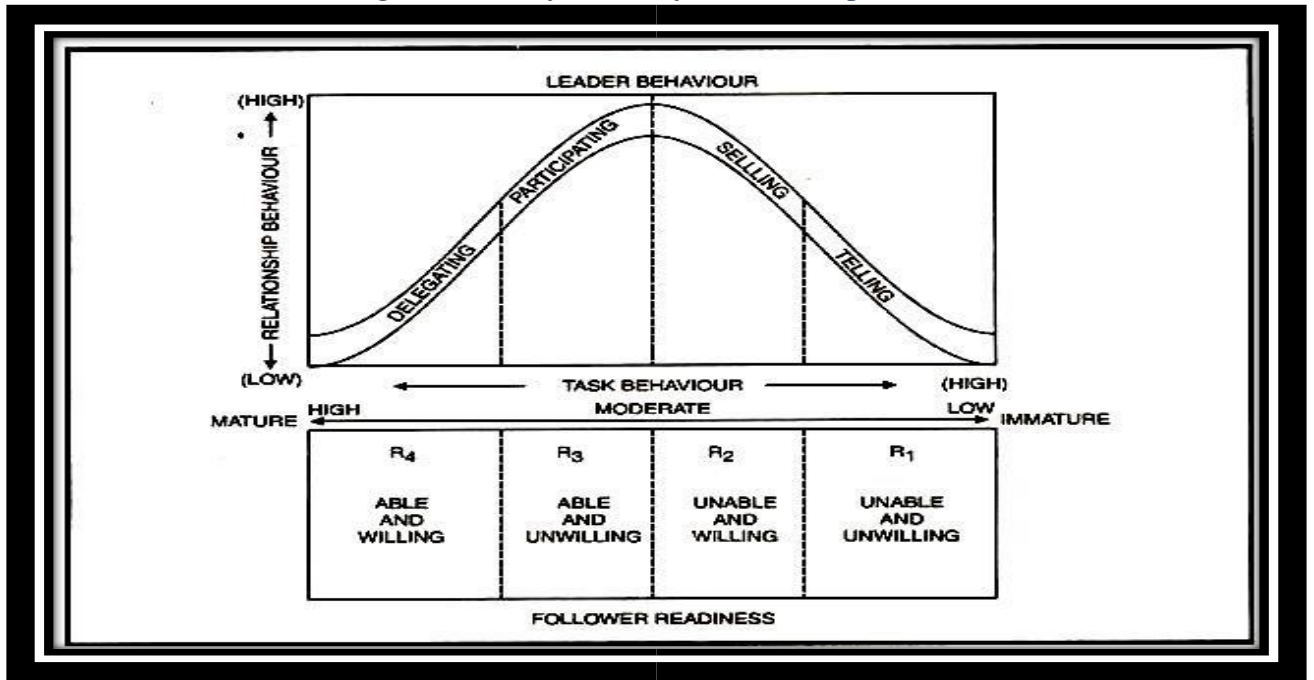 LEADER BEHAVIOUR
(HIGH)
RELATIONSHIP BEHAVIOUR
(LOW)
DELEGATING
PARTICIPATING
SELLLING
TELLING
TASK BEHAVIOUR
(HIGH)
MATURE HIGH MODERATE LOW IMMATURE
R4 R3 R2 R1
ABLE ABLE UNABLE UNABLE
AND AND AND AND
WILLING UNWILLING WILLING UNWILLING
FOLLOWER READINESS